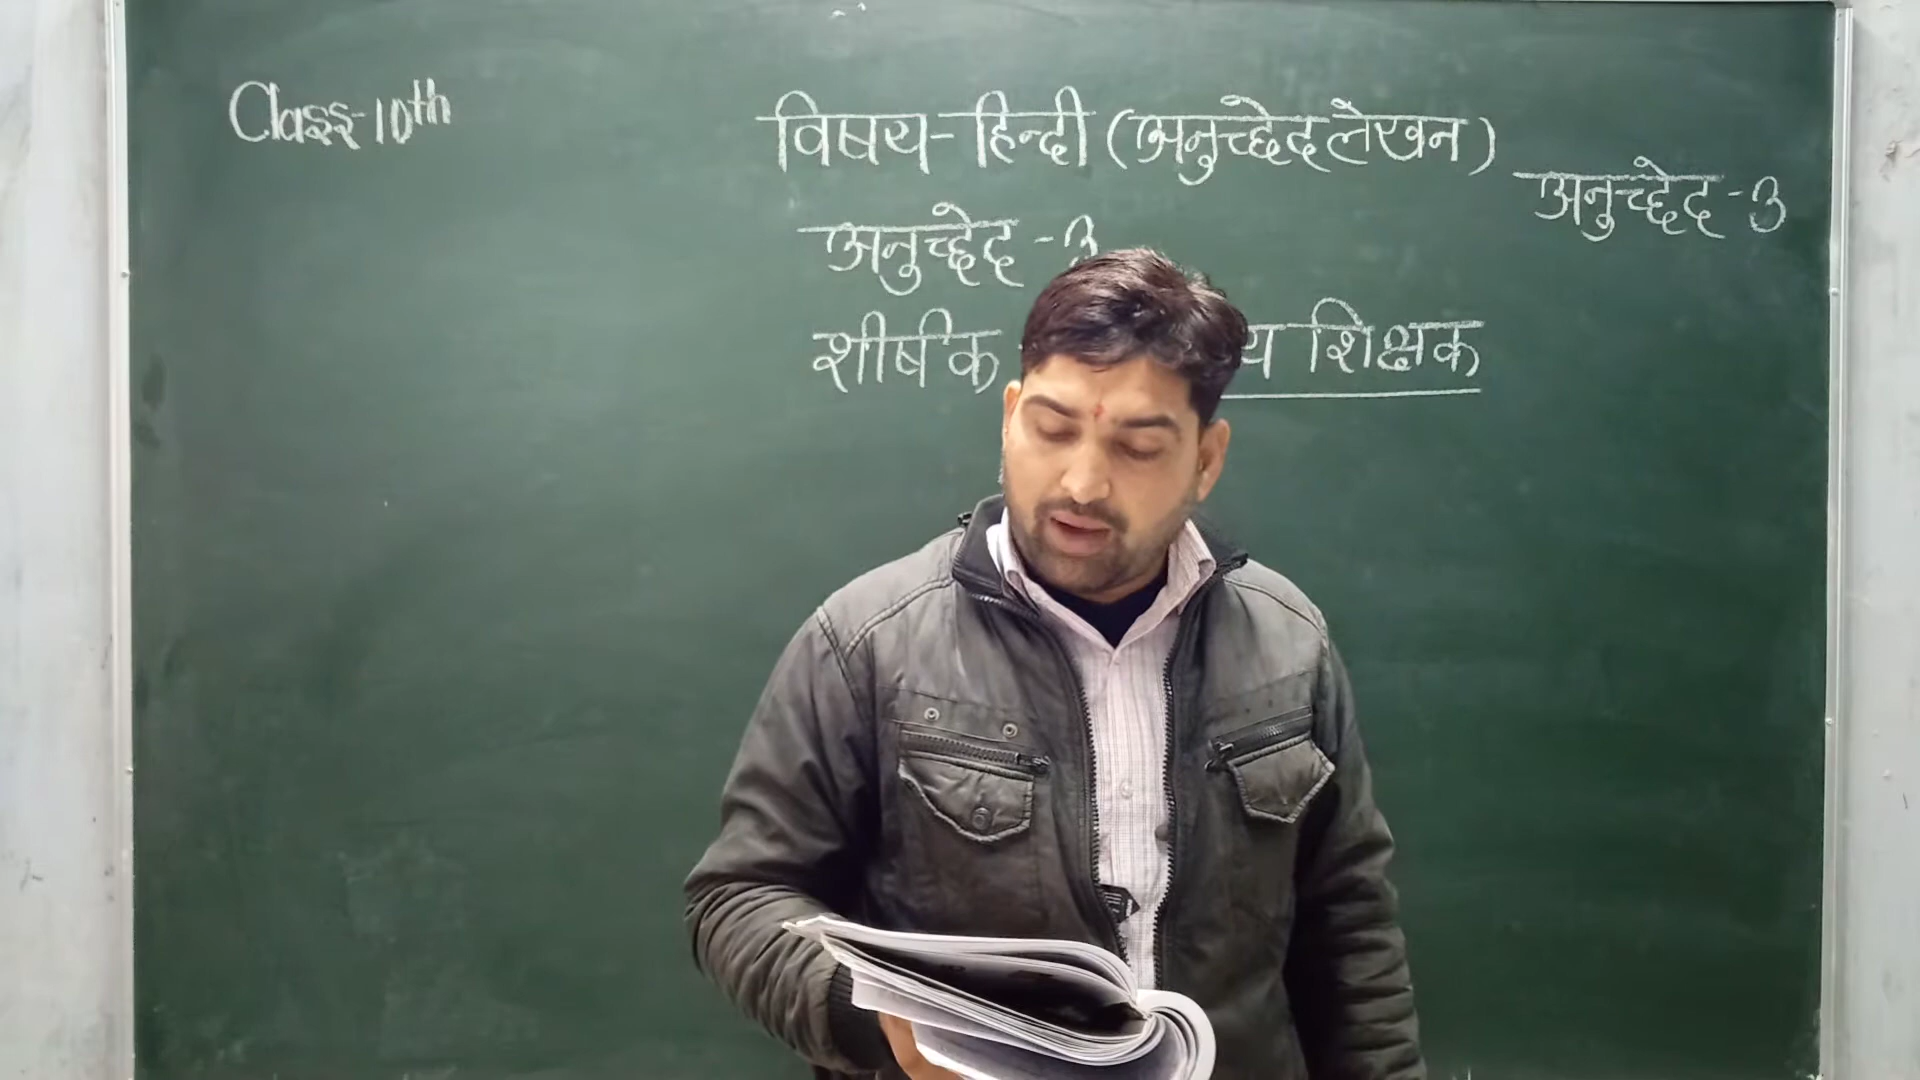 Class-10th
विषय-हिन्दी (अनुच्छेद लेखन)
अनुच्छेद-3
अनुच्छेद-3
शीर्षक शिक्षक